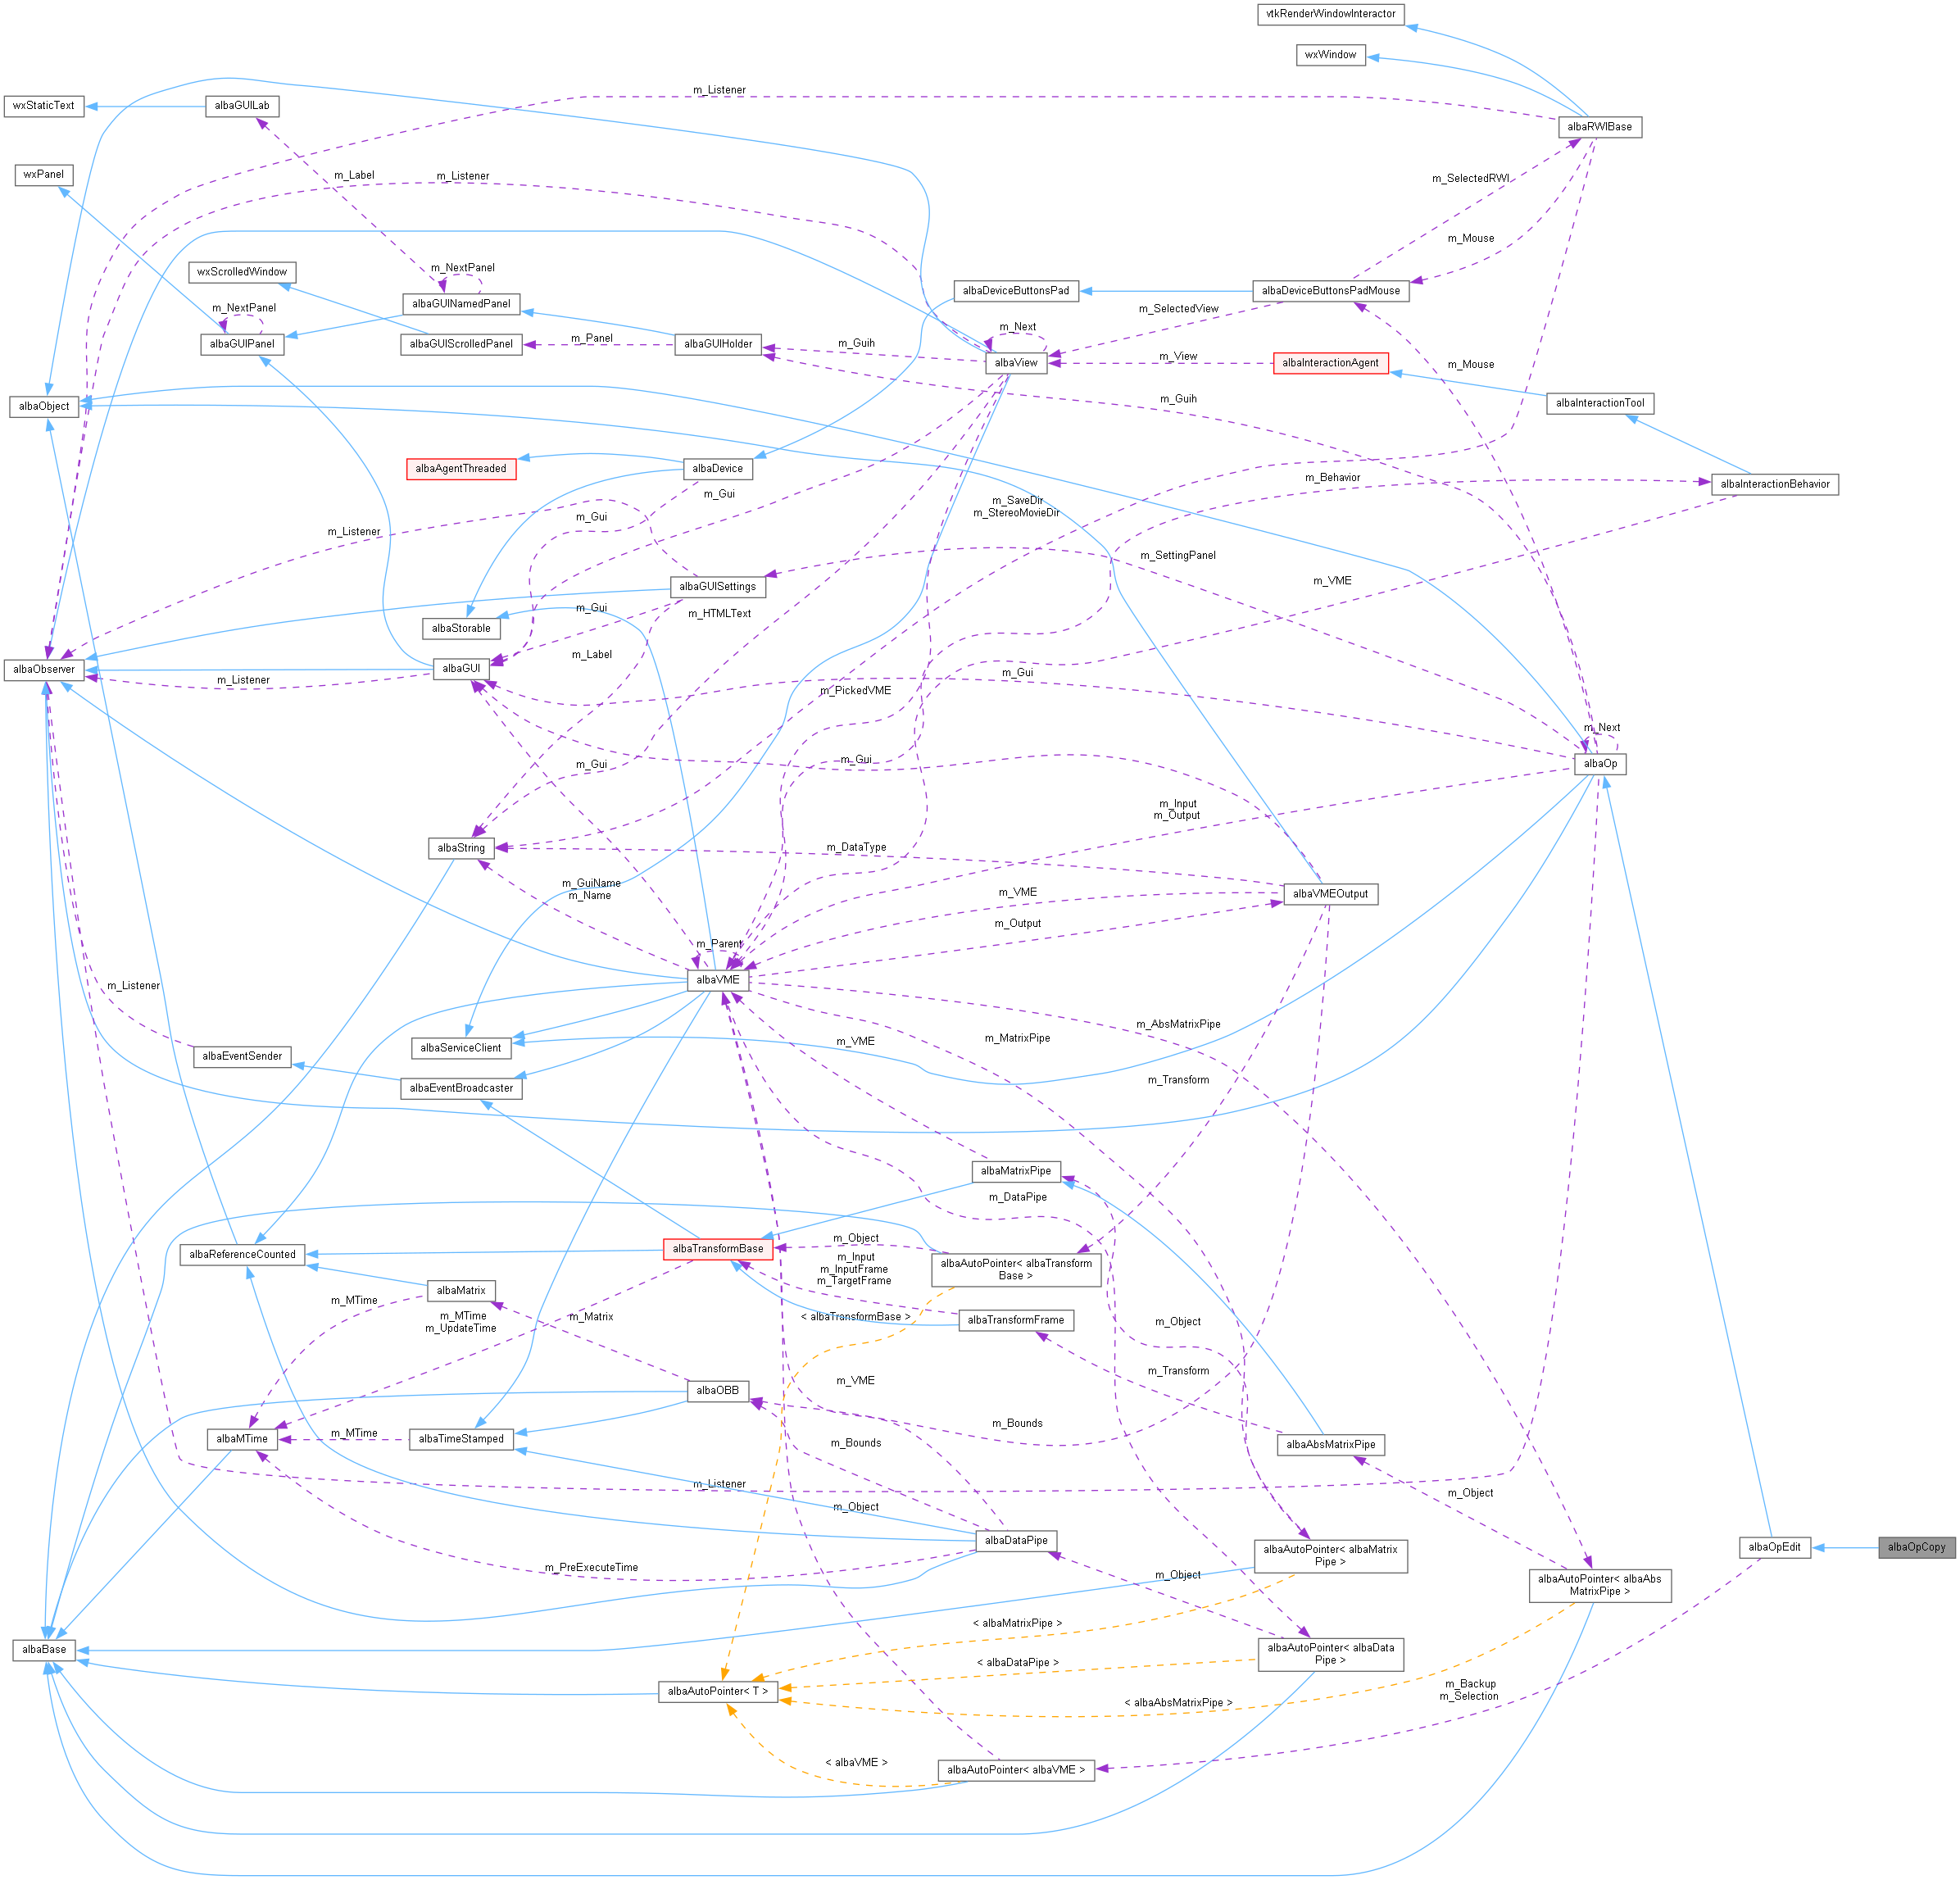 vtkRenderWindowInteractor
wxWindow
m_Listener
wxStaticText
albaGUILab
albaRWIBase
wxPanel
m_Label
m_Listener
m_SelectedRWI
m_Mouse
wxScrolledWindow
m_NextPanel
albaGUINamedPanel
albaDeviceButtonsPad
albaDeviceButtonsPadMouse
m_NextPanel
m_SelectedView
m_Next
albaGUIPanel
albaGUIScrolledPanel
m_Panel
albaGUIHolder
m_Guih
albaView
m_View
albaInteractionAgent
m_Mouse
albaObject
m_Guih
albaInteractionTool
albaAgentThreaded
albaDevice
m_Behavior
albaInteractionBehavior
m_Gui
m_SaveDir
m_StereoMovieDir
m_Gui
m_Listener
m_SettingPanel
albaGUISettings
m_VME
m_Gui
m_HTMLText
albaStorable
m_Label
albaObserver
albaGUI
m_Listener
m_Gui
m_PickedVME
m_Next
m_Gui
m_Gui
albaOp
m_Input
m_Output
albaString
m_DataType
m_GuiName
m_Name
m_VME
albaVMEOutput
m_Output
m_Parent
albaVME
m_Listener
m_AbsMatrixPipe
m_MatrixPipe
m_VME
albaServiceClient
albaEventSender
m_Transform
albaEventBroadcaster
albaMatrixPipe
m_DataPipe
albaReferenceCounted
albaTransformBase
m_Object
m_Input
m_InputFrame
m_TargetFrame
albaAutoPointer< albaTransform
Base >
albaMatrix
m_MTime
m_MTime
m_UpdateTime
m_Matrix
< albaTransformBase >
albaTransformFrame
m_Object
m_Transform
albaOBB
m_VME
m_Bounds
albaMTime
m_MTime
albaTimeStamped
m_Bounds
albaAbsMatrixPipe
m_Listener
m_Object
m_Object
albaDataPipe
albaAutoPointer< albaMatrix
Pipe >
albaOpEdit
albaOpCopy
m_PreExecuteTime
m_Object
albaAutoPointer< albaAbs
MatrixPipe >
< albaMatrixPipe >
albaBase
albaAutoPointer< albaData
Pipe >
< albaDataPipe >
albaAutoPointer< T >
m_Backup
m_Selection
< albaAbsMatrixPipe >
< albaVME >
albaAutoPointer< albaVME >